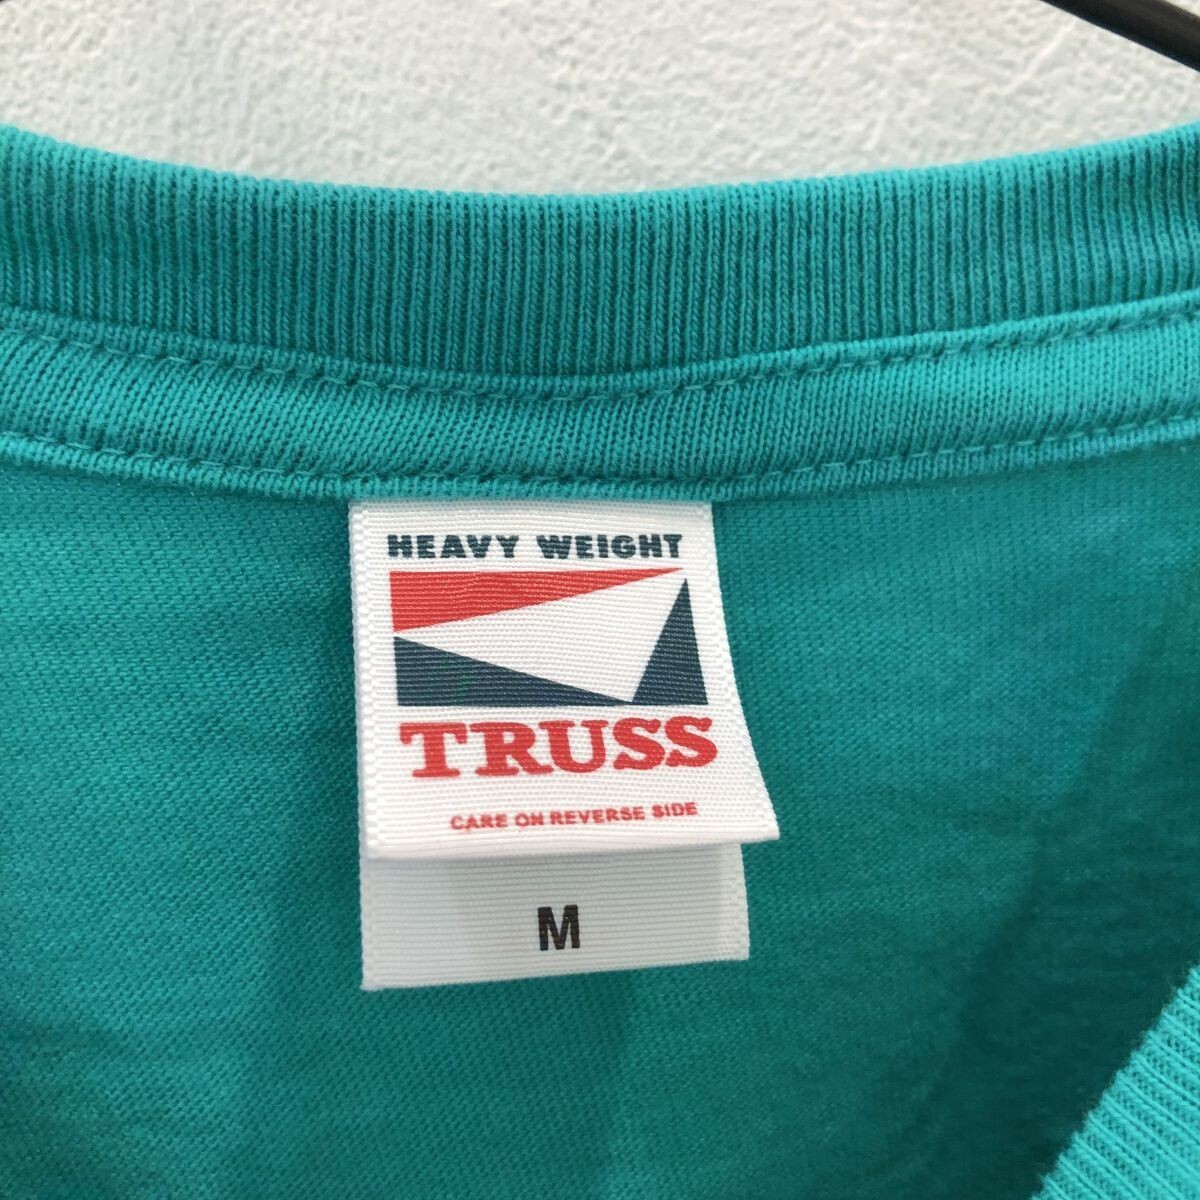 HEAVY WEIGHT
TRUSS
CARE ON REVERSE SIDE
M